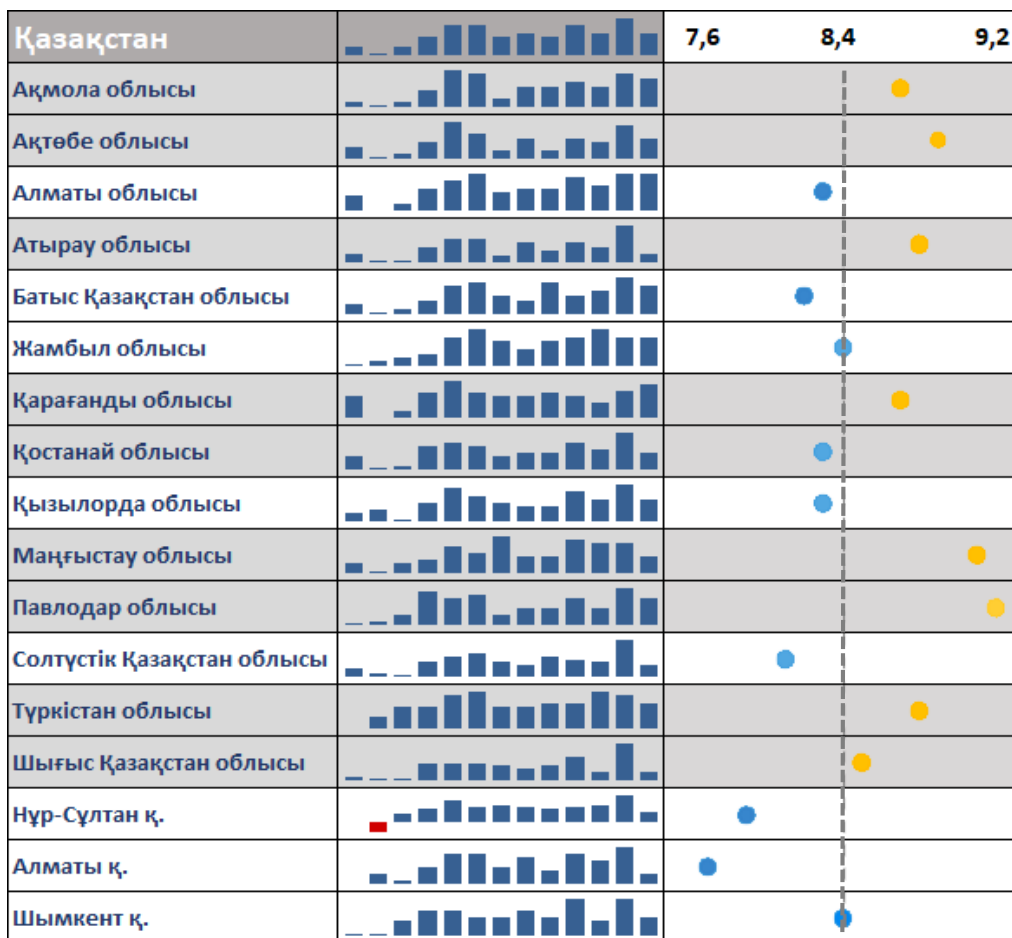 Қазақстан
7,6 8,4 9,2
Ақмола облысы
Ақтөбе облысы
Алматы облысы
Атырау облысы
Батыс Қазақстан облысы
Жамбыл облысы
Қарағанды облысы
Қостанай облысы
Қызылорда облысы
Маңғыстау облысы
Павлодар облысы
Солтүстік Қазақстан облысы
Түркістан облысы
Шығыс Қазақстан облысы
Нұр-Сұлтан қ.
Алматы қ.
Шымкент қ.